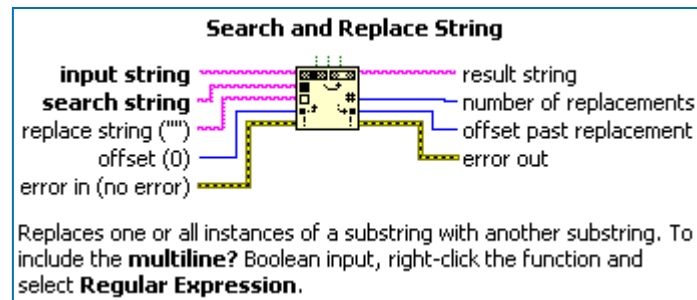 Search and Replace String
input string
search string
replace string ("")
offset (0)
error in (no error)
result string
number of replacements
offset past replacement
error out
Replaces one or all instances of a substring with another substring. To
include the multiline? Boolean input, right-click the function and
select Regular Expression.